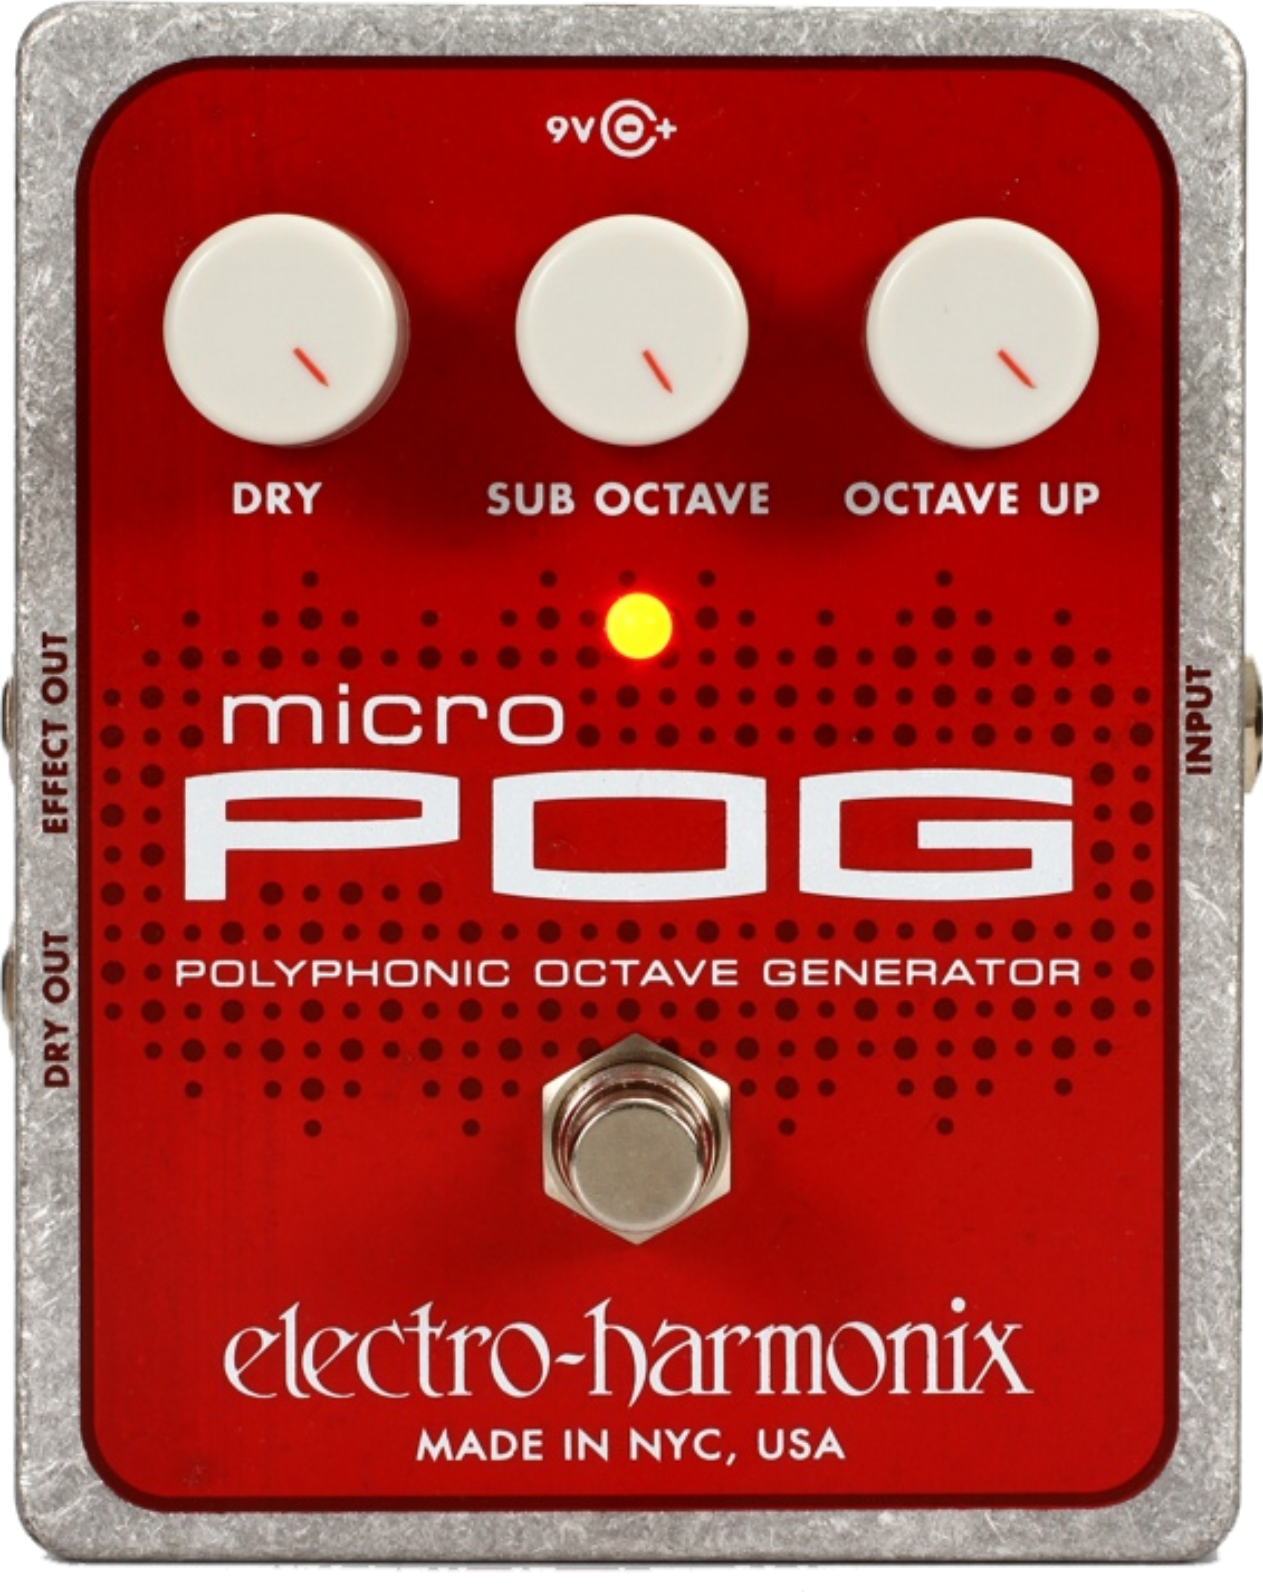 9V +
DRY
SUB OCTAVE
OCTAVE UP
EFFECT OUT
INPUT
micro
POG
DRY OUT
POLYPHONIC OCTAVE GENERATOR
electro-harmonix
MADE IN NYC, USA